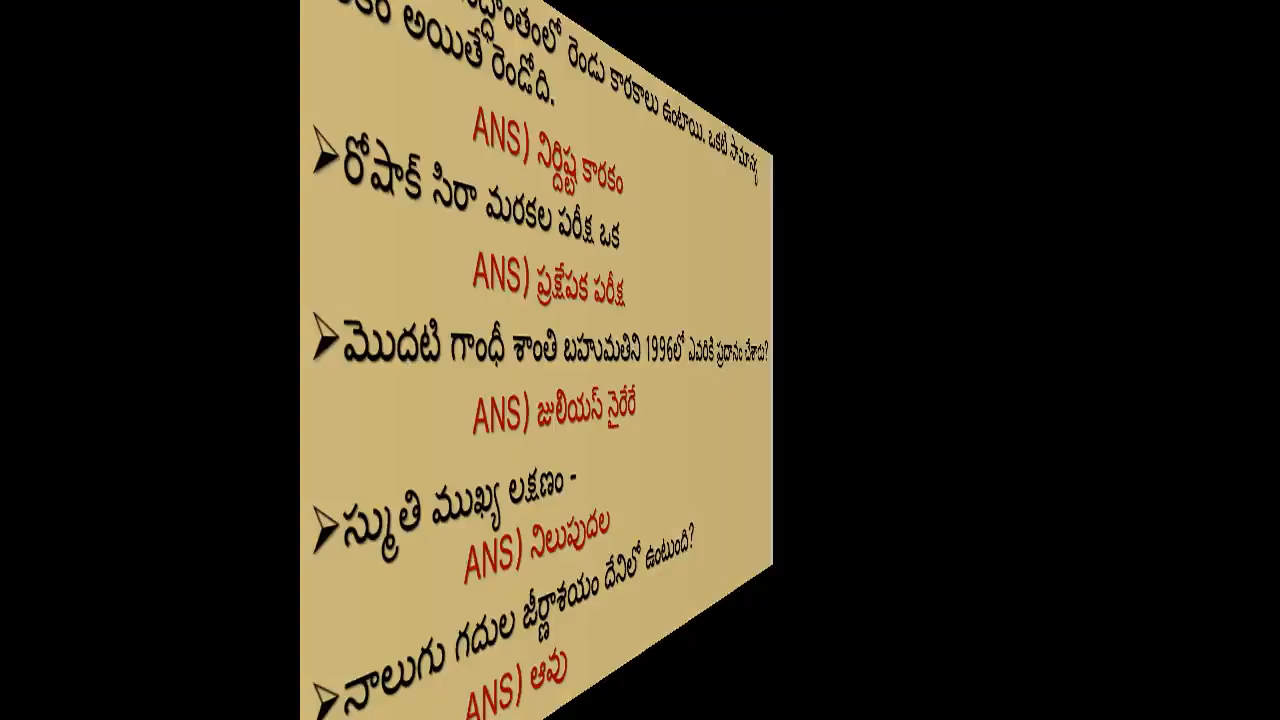 రెండు కారకాలు ఉంటాయి. ఒకటి సామాన్య
అయితే రెండోది.
ANS) నిర్దిష్ట కారకం
రోషాక్ సిరా మరకల పరీక్ష ఒక
ANS) ప్రక్షేపక పరీక్ష
మొదటి గాంధీ శాంతి బహుమతిని 1996లో ఎవరికి ప్రదానం చేశారు?
ANS) జులియస్ నైరేరే
స్మృతి ముఖ్య లక్షణం -
ANS) నిలుపుదల
నాలుగు గదుల జీర్ణాశయం దేనిలో ఉంటుంది?
ANS) ఆవు